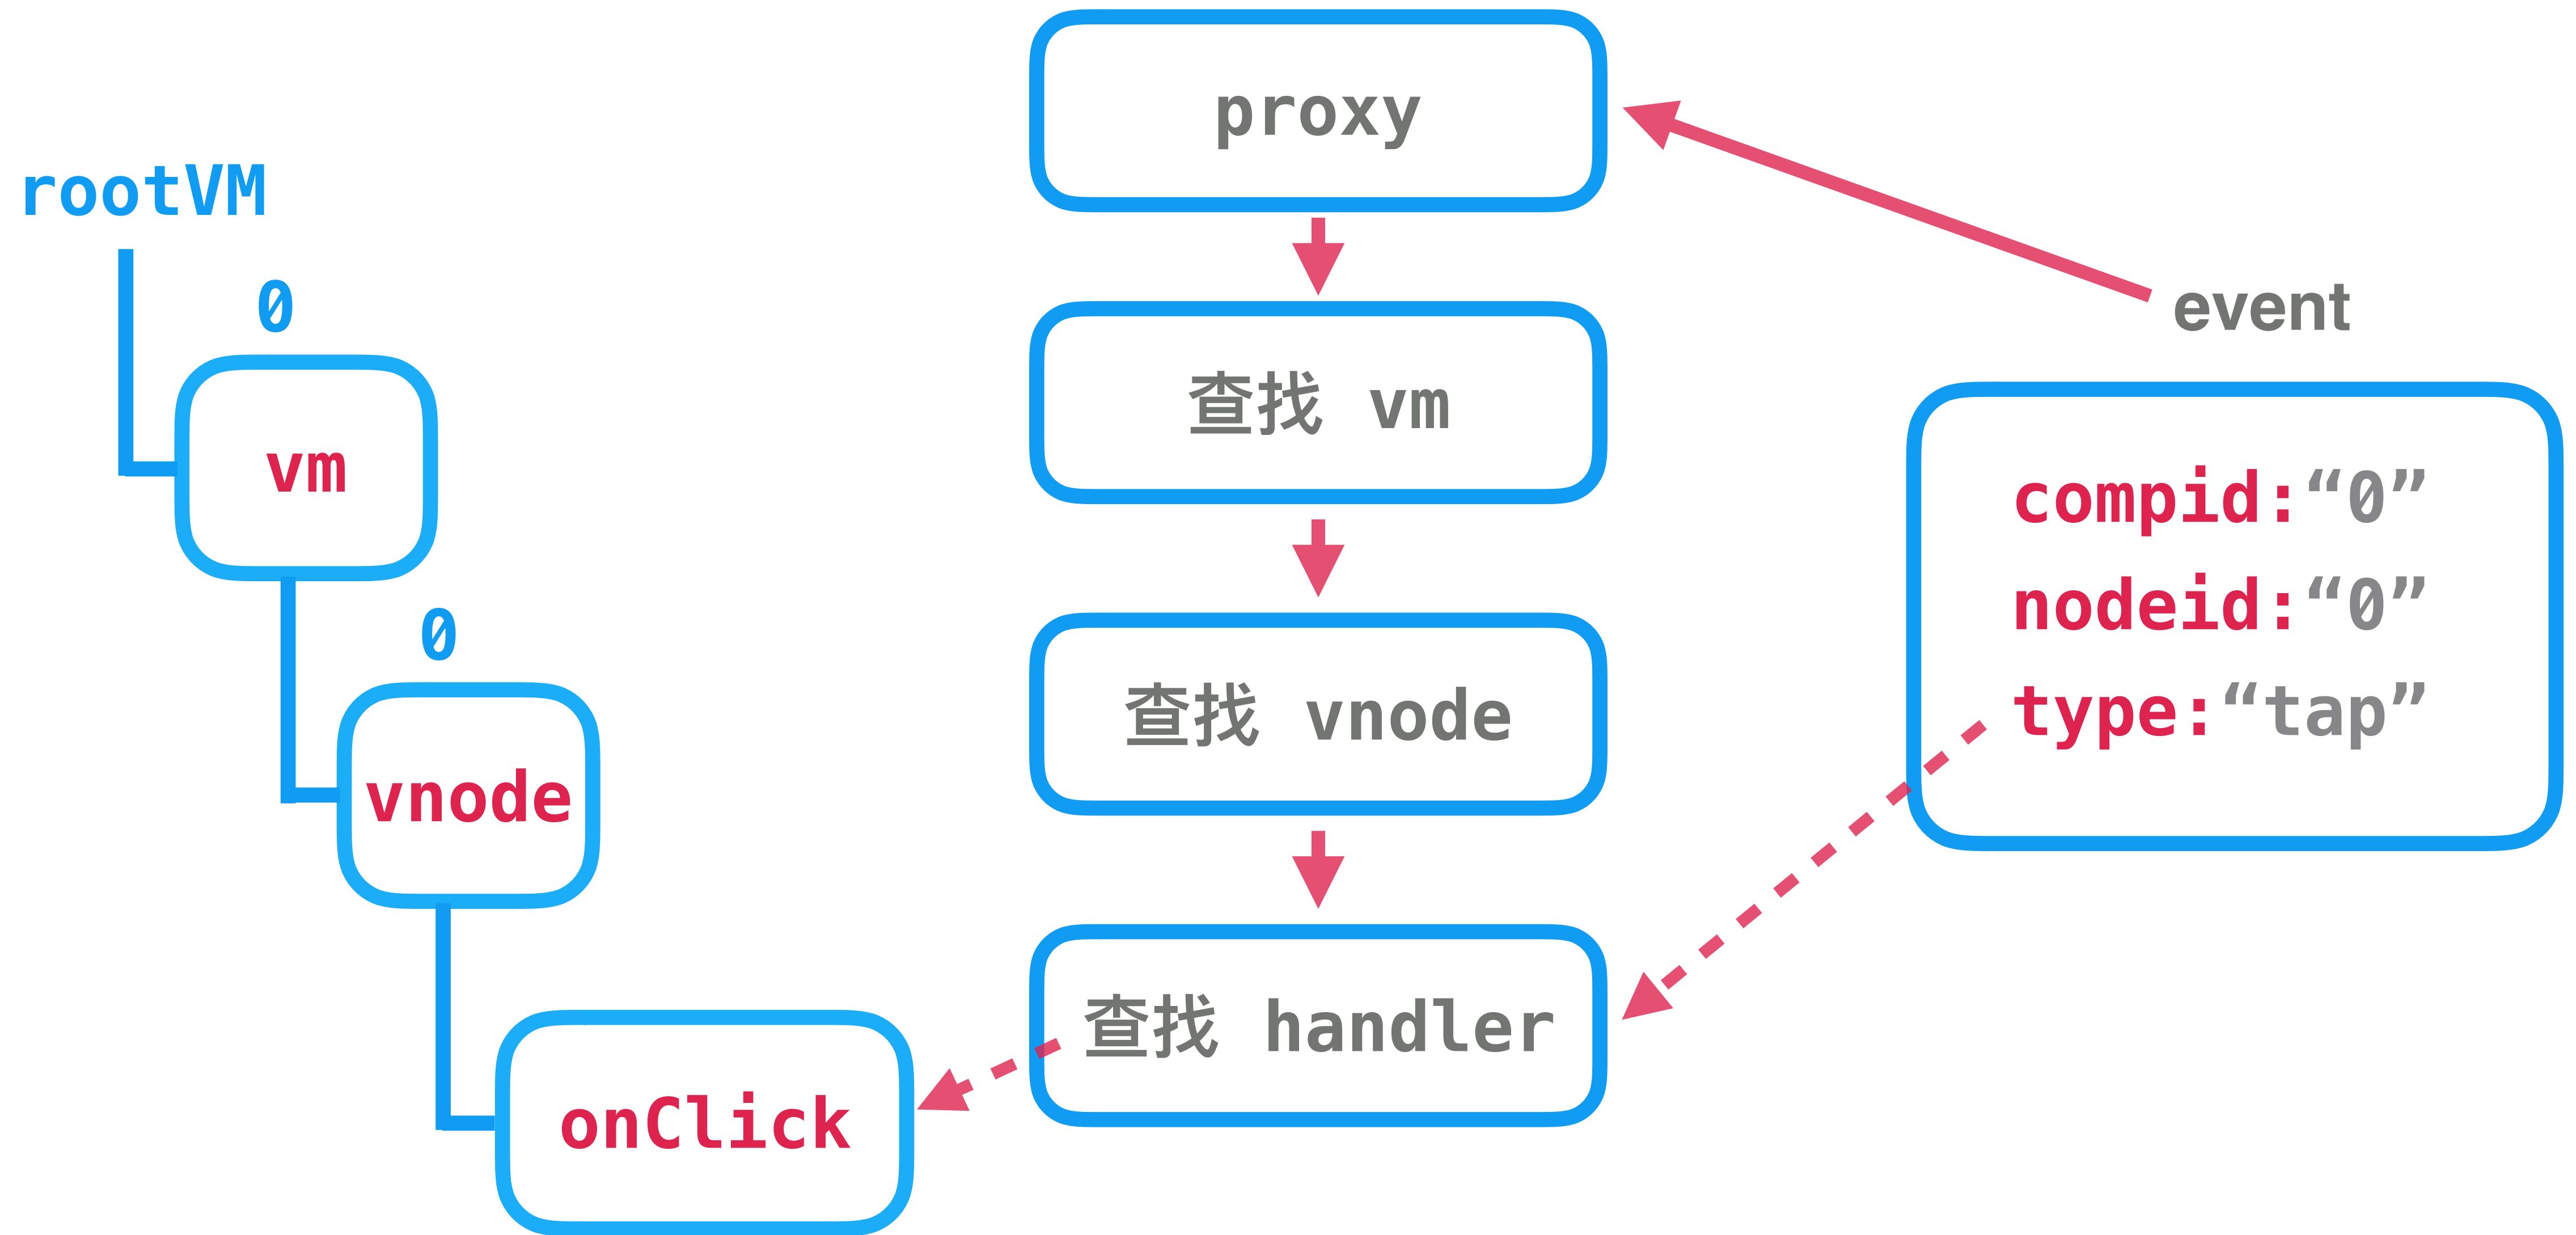 rootVM
0
vm
0
vnode
onClick
proxy
查找 vm
查找 vnode
查找 handler
event
compid:“0”
nodeid:“0”
type:“tap”